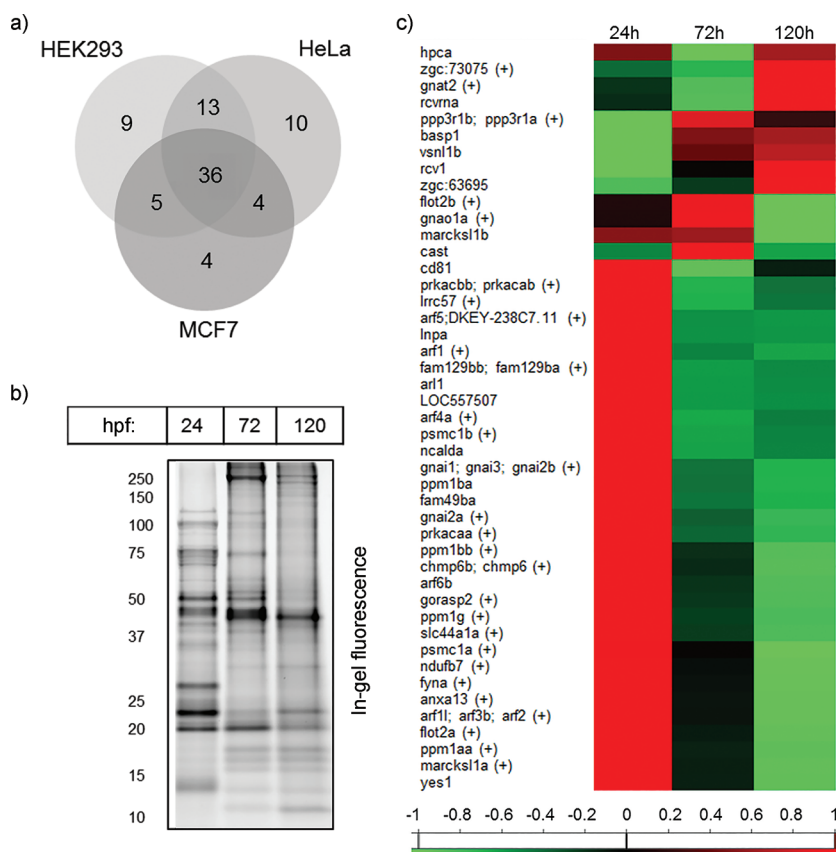 a)
HEK293
HeLa
9
13
10
36
5
4
4
MCF7
b)
hpf: 24 72 120
250
150
100
75
50
37
25
20
15
10
In-gel fluorescence
c)
24h 72h 120h
hpca
zgc:73075 (+)
gnat2 (+)
rcvrna
ppp3r1b; ppp3r1a (+)
basp1
vsnl1b
rcv1
zgc:63695
flot2b (+)
gnao1a (+)
marcksl1b
cast
cd81
prkacbb; prkacab (+)
lrrc57 (+)
arf5;DKEY-238C7.11 (+)
lnpa
arf1 (+)
fam129bb; fam129ba (+)
arl1
LOC557507
arf4a (+)
psmc1b (+)
ncalda
gnai1; gnai3; gnai2b (+)
ppm1ba
fam49ba
gnai2a (+)
prkacaa (+)
ppm1bb (+)
chmp6b; chmp6 (+)
arf6b
gorasp2 (+)
ppm1g (+)
slc44a1a (+)
psmc1a (+)
ndufb7 (+)
fyna (+)
anxa13 (+)
arf1l; arf3b; arf2 (+)
flot2a (+)
ppm1aa (+)
marcksl1a (+)
yes1
-1 -0.8 -0.6 -0.4 -0.2 0 0.2 0.4 0.6 0.8 1